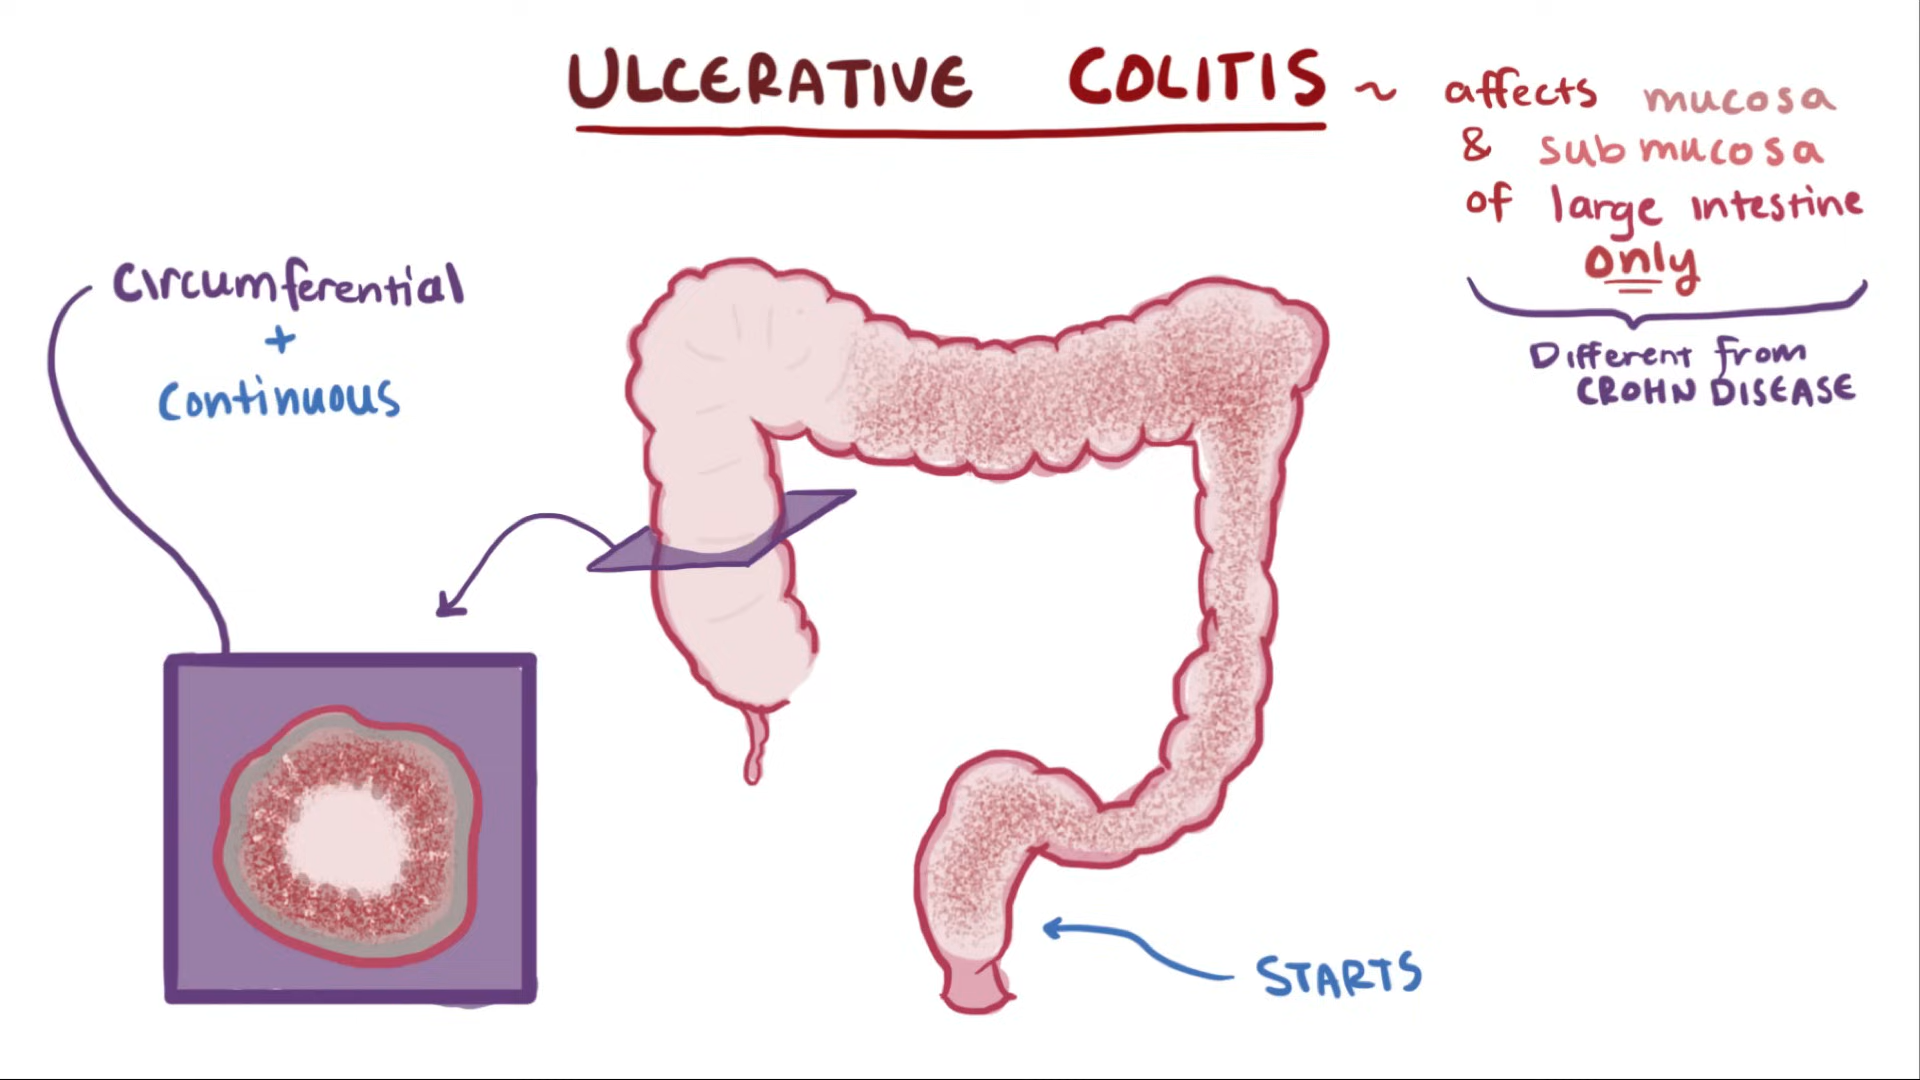 ULCERATIVE COLITIS ~ affects mucosa
& submucosa
of large intestine
only
Different from
CROHN DISEASE
Circumferential
+
Continuous
STARTS